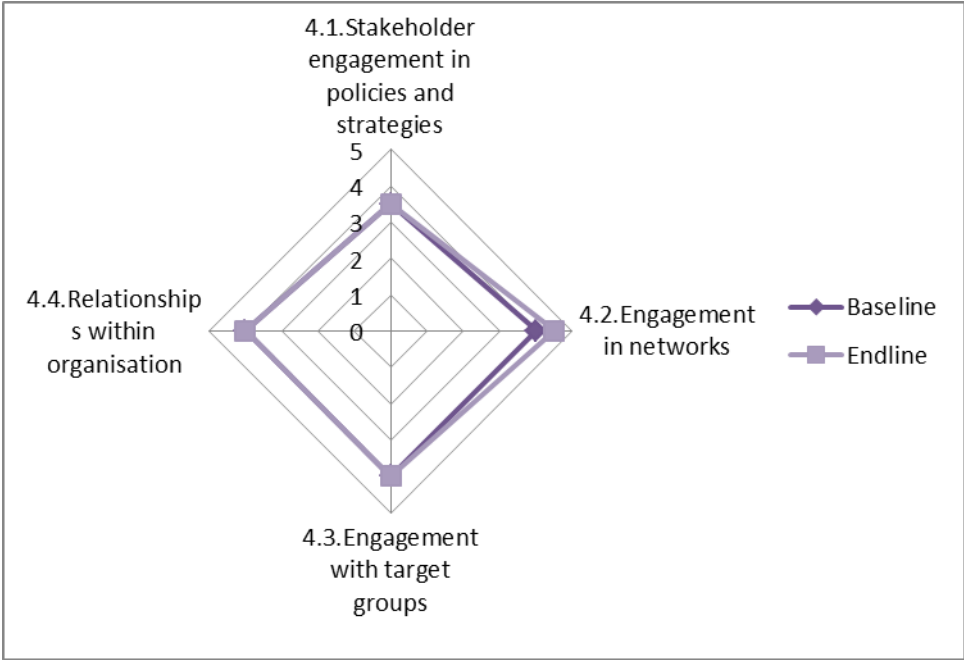 4.1.Stakeholder
engagement in
policies and
strategies
5
4
3
2
1
0
4.2.Engagement
in networks
4.3.Engagement
with target
groups
4.4.Relationship
s within
organisation
Baseline
Endline